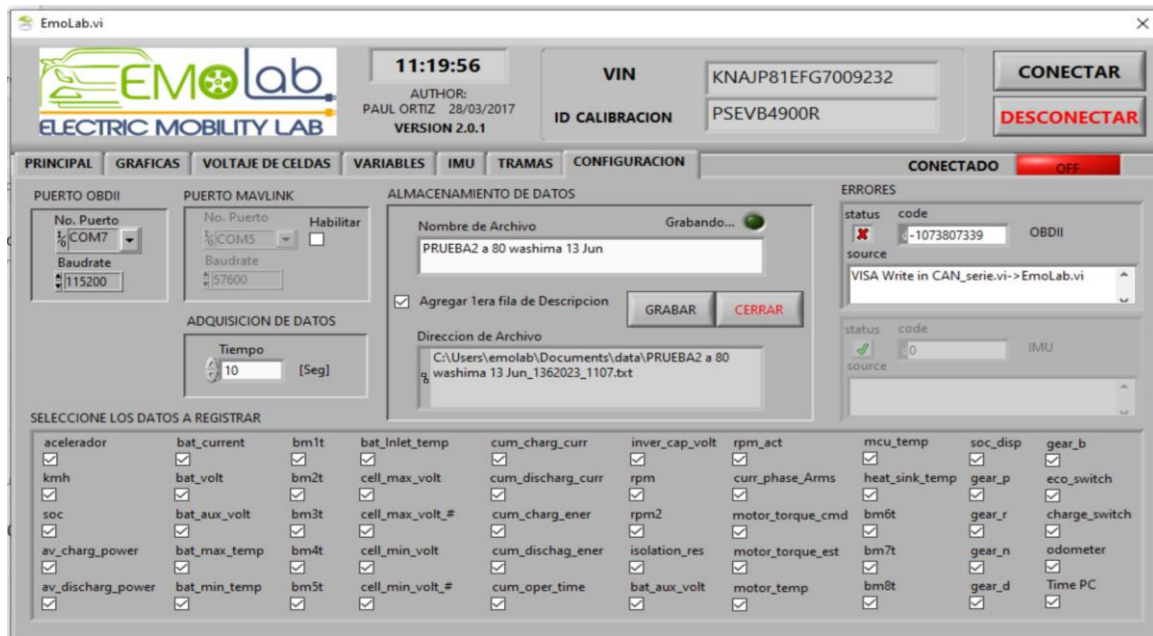 EmoLab.vi
EMOlab
ELECTRIC MOBILITY LAB
11:19:56
AUTHOR:
PAUL ORTIZ 28/03/2017
VERSION 2.0.1
VIN
KNAJP81EFG7009232
ID CALIBRACION
PSEVB4900R
CONECTAR
DESCONECTAR
PRINCIPAL GRAFICAS VOLTAJE DE CELDAS VARIABLES IMU TRAMAS CONFIGURACION
CONECTADO OFF
PUERTO OBDII
No. Puerto
COM7
Baudrate
115200
PUERTO MAVLINK
No. Puerto
COM5
Habilitar
Baudrate
57600
ADQUISICION DE DATOS
Tiempo
10 [Seg]
ALMACENAMIENTO DE DATOS
Nombre de Archivo
Grabando...
PRUEBA2 a 80 washima 13 Jun
Agregar 1era fila de Descripcion
GRABAR
CERRAR
Direccion de Archivo
C:\Users\emolab\Documents\data\PRUEBA2 a 80
washima 13 Jun_1362023_1107.txt
ERRORES
status code
-1073807339
OBDII
source
VISA Write in CAN_serie.vi->EmoLab.vi
status code
0
IMU
source
SELECCIONE LOS DATOS A REGISTRAR
acelerador bat_current bm1t bat_Inlet_temp cum_charg_curr inver_cap_volt rpm_act mcu_temp soc_disp gear_b
kmh bat_volt bm2t cell_max_volt cum_discharg_curr rpm curr_phase_Arms heat_sink_temp gear_p eco_switch
soc bat_aux_volt bm3t cell_max_volt_# cum_charg_ener rpm2 motor_torque_cmd bm6t gear_r charge_switch
av_charg_power bat_max_temp bm4t cell_min_volt cum_dischag_ener isolation_res motor_torque_est bm7t gear_n odometer
av_discharg_power bat_min_temp bm5t cell_min_volt_# cum_oper_time bat_aux_volt motor_temp bm8t gear_d Time PC